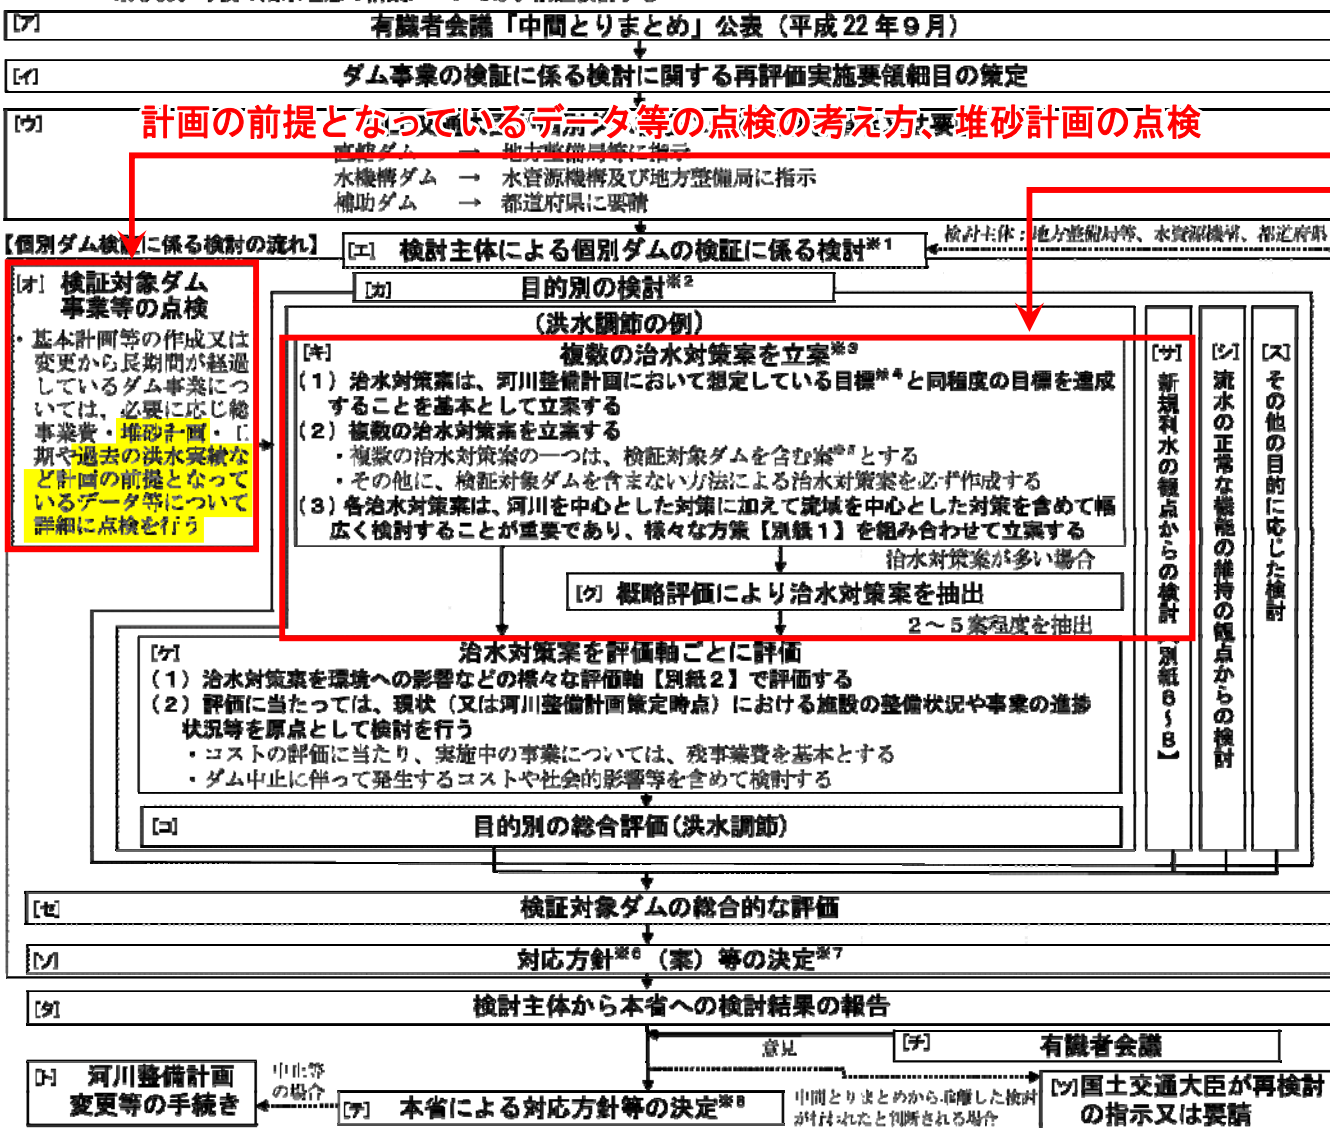 [ア] 有識者会議「中間とりまとめ」公表（平成22年９月）
[イ] ダム事業の検証に係る検討に関する再評価実施要領細目の策定
[ウ]
計画の前提となっているデータ等の点検の考え方、堆砂計画の点検
直轄ダム → 地方整備局等に指示
水機構ダム → 水資源機構及び地方整備局に指示
補助ダム → 都道府県に要請
【個別ダム検証に係る検討の流れ】
[エ] 検討主体による個別ダムの検証に係る検討※１
検討主体：地方整備局等、水資源機構、都道府県
[オ] 検証対象ダム
事業等の点検
・基本計画等の作成又は
変更から長期間が経過
しているダム事業につ
いては、必要に応じ総
事業費・堆砂計画・工
期や過去の洪水実績な
ど計画の前提となって
いるデータ等について
詳細に点検を行う
[カ] 目的別の検討※２
（洪水調節の例）
[キ] 複数の治水対策案を立案※３
（１）治水対策案は、河川整備計画において想定している目標※４と同程度の目標を達成
することを基本として立案する
（２）複数の治水対策案を立案する
・複数の治水対策案の一つは、検証対象ダムを含む案※５とする
・その他に、検証対象ダムを含まない方法による治水対策案を必ず作成する
（３）各治水対策案は、河川を中心とした対策に加えて流域を中心とした対策を含めて幅
広く検討することが重要であり、様々な方策【別紙１】を組み合わせて立案する
治水対策案が多い場合
[ク] 概略評価により治水対策案を抽出
２～５案程度を抽出
[ケ] 治水対策案を評価軸ごとに評価
（１）治水対策案を環境への影響などの様々な評価軸【別紙２】で評価する
（２）評価に当たっては、現状（又は河川整備計画策定時点）における施設の整備状況や事業の進捗
状況等を原点として検討を行う
・コストの評価に当たり、実施中の事業については、残事業費を基本とする
・ダム中止に伴って発生するコストや社会的影響等を含めて検討する
[コ] 目的別の総合評価（洪水調節）
[サ] 新規利水の観点からの検討【別紙６～８】
[シ] 流水の正常な機能の維持の観点からの検討
[ス] その他の目的に応じた検討
[セ] 検証対象ダムの総合的な評価
[ソ] 対応方針※６（案）等の決定※７
[タ] 検討主体から本省への検討結果の報告
意見
[チ] 有識者会議
[ト] 河川整備計画
変更等の手続き
中止等
の場合
[テ] 本省による対応方針等の決定※８
中間とりまとめから乖離した検討
が行われたと判断される場合
[ツ] 国土交通大臣が再検討
の指示又は要請